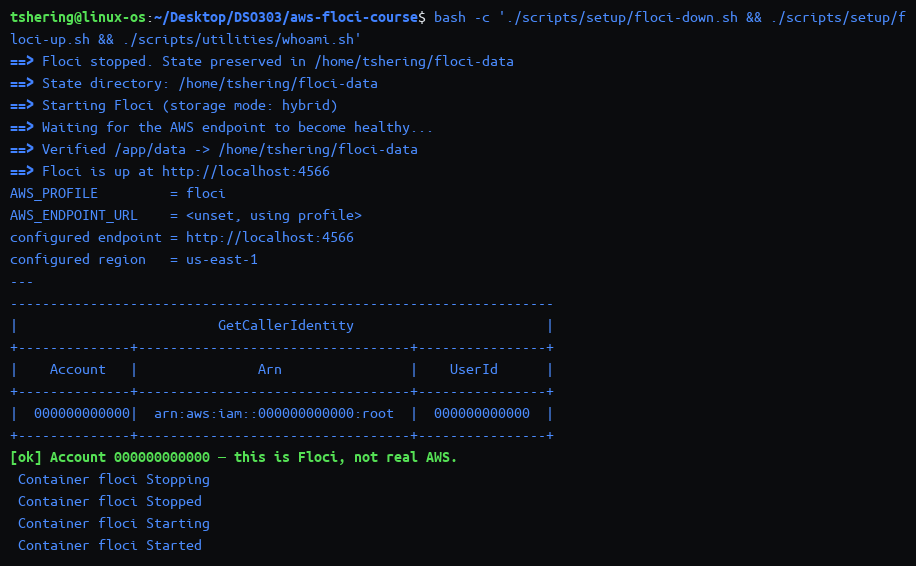 tshering@linux-os:~/Desktop/DSO303/aws-floci-course$ bash -c './scripts/setup/floci-down.sh && ./scripts/setup/f
loci-up.sh && ./scripts/utilities/whoami.sh'
==> Floci stopped. State preserved in /home/tshering/floci-data
==> State directory: /home/tshering/floci-data
==> Starting Floci (storage mode: hybrid)
==> Waiting for the AWS endpoint to become healthy...
==> Verified /app/data -> /home/tshering/floci-data
==> Floci is up at http://localhost:4566
AWS_PROFILE         = floci
AWS_ENDPOINT_URL    = <unset, using profile>
configured endpoint = http://localhost:4566
configured region   = us-east-1
---
--------------------------------------------------------------------
|                         GetCallerIdentity                        |
+--------------+----------------------------------+----------------+
|    Account   |               Arn                |    UserId      |
+--------------+----------------------------------+----------------+
|  000000000000|  arn:aws:iam::000000000000:root  |  000000000000  |
+--------------+----------------------------------+----------------+
[ok] Account 000000000000 — this is Floci, not real AWS.
 Container floci Stopping
 Container floci Stopped
 Container floci Starting
 Container floci Started